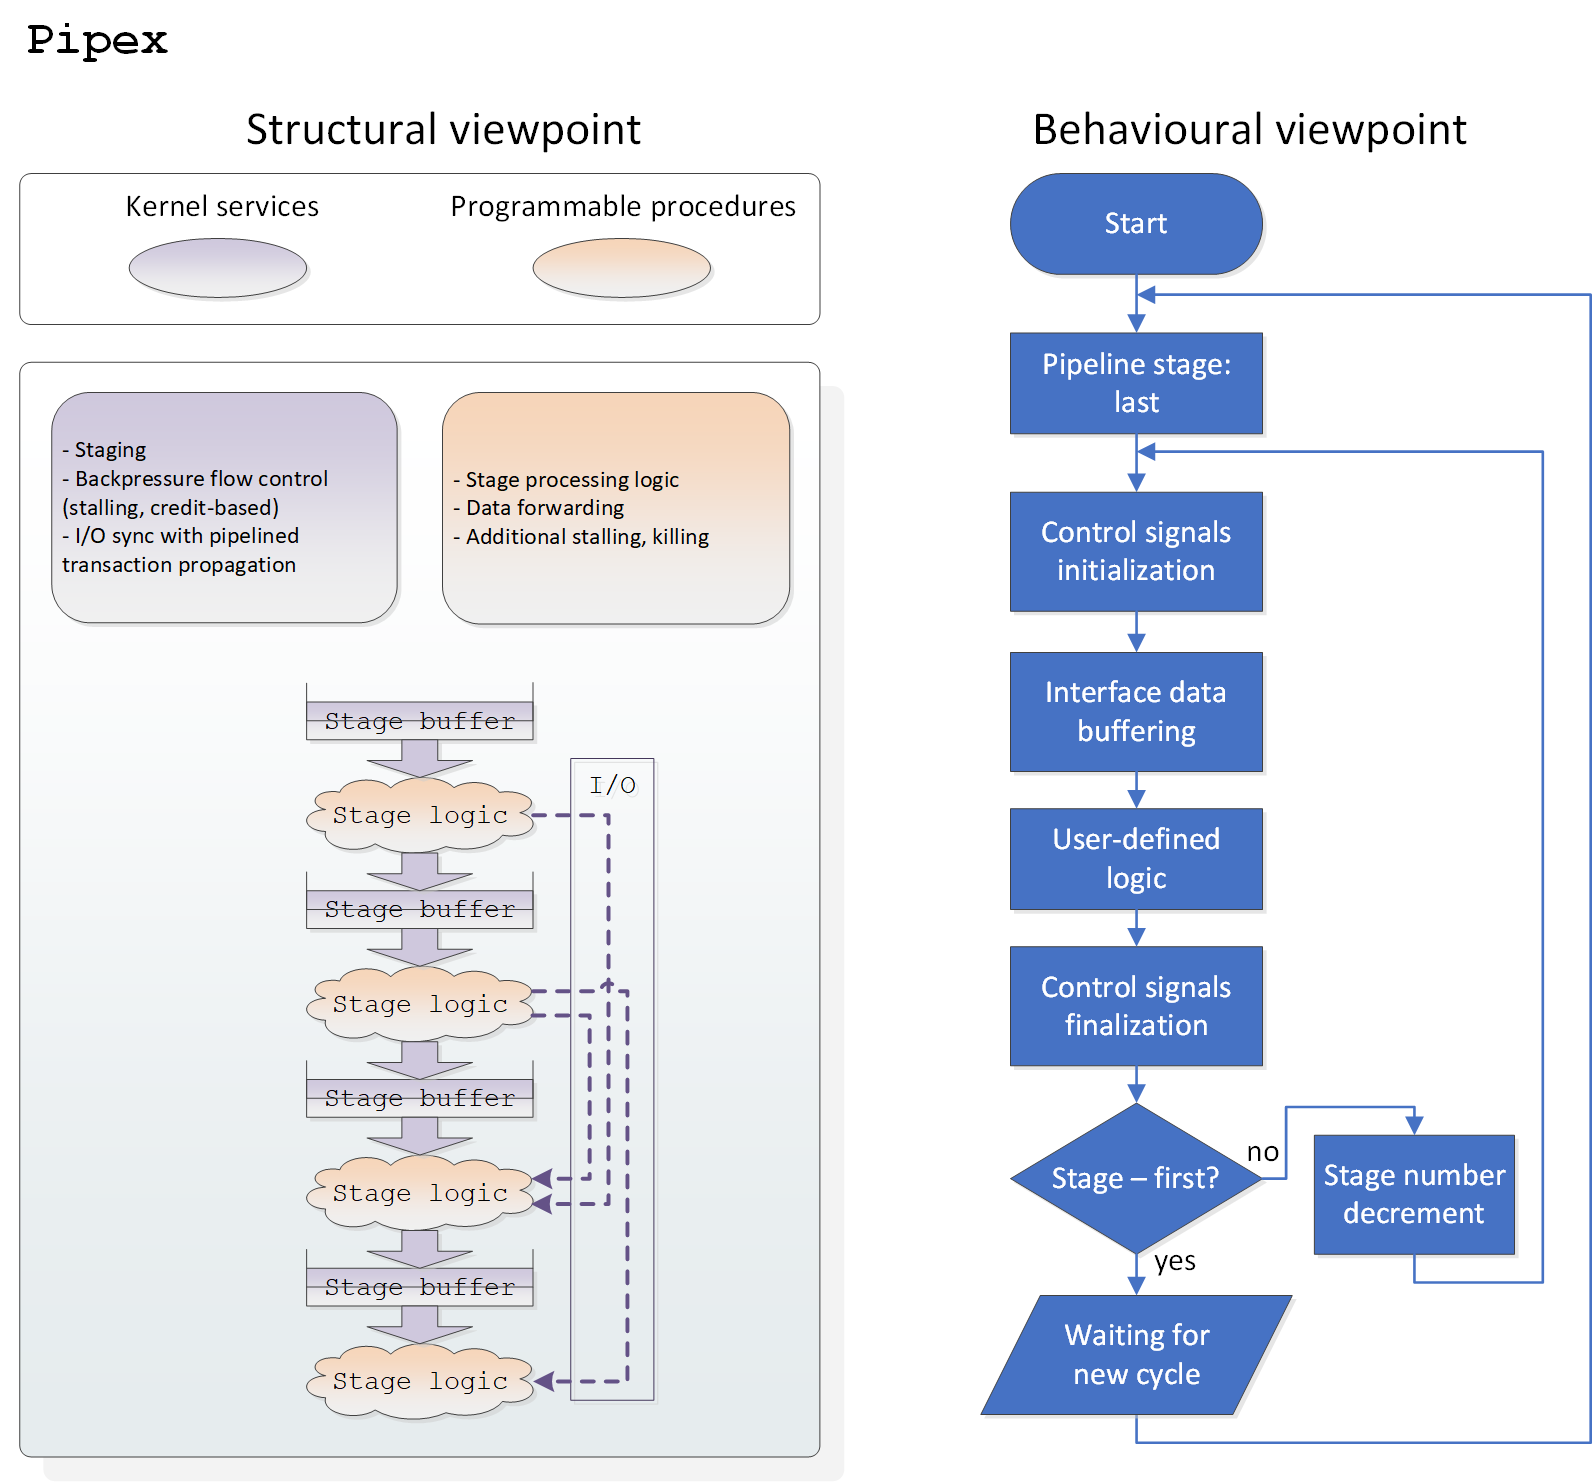 Pipex
Structural viewpoint
Kernel services
Programmable procedures
- Staging
- Backpressure flow control
(stalling, credit-based)
- I/O sync with pipelined
transaction propagation
- Stage processing logic
- Data forwarding
- Additional stalling, killing
Stage buffer
I/O
Stage logic
Stage buffer
Stage logic
Stage buffer
Stage logic
Stage buffer
Stage logic
Behavioural viewpoint
Start
Pipeline stage:
last
Control signals
initialization
Interface data
buffering
User-defined
logic
Control signals
finalization
Stage – first?
no
Stage number
decrement
yes
Waiting for
new cycle